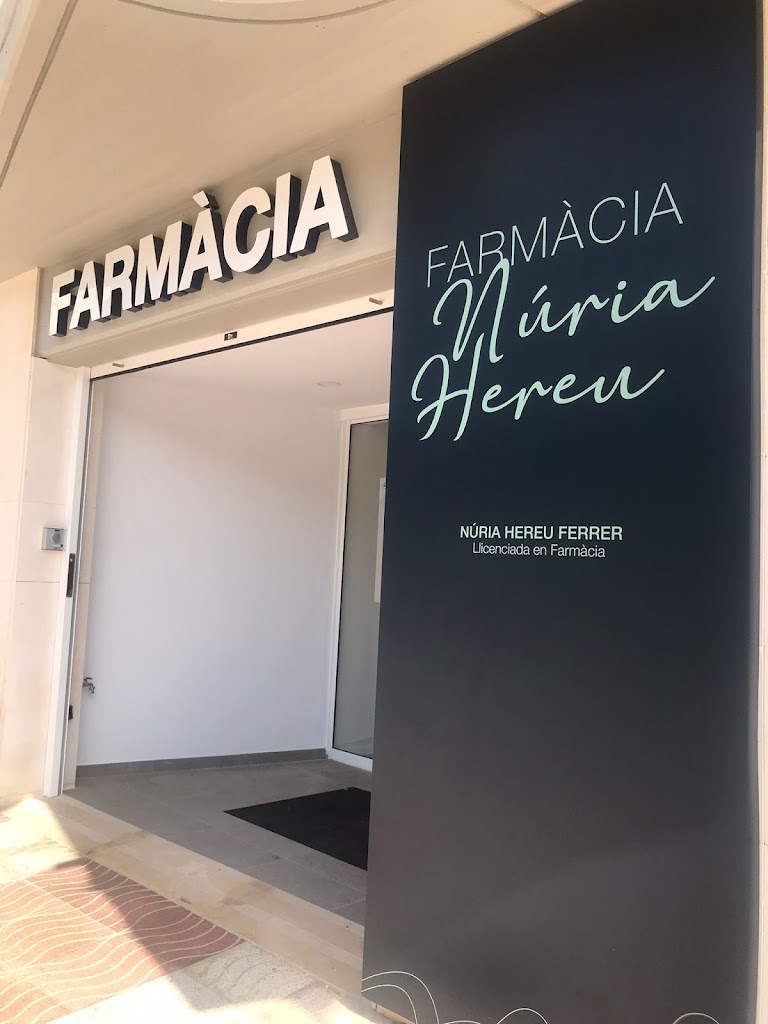 FARMÀCIA
FARMÀCIA
Núria
Hereu
NÚRIA HEREU FERRER
Llicenciada en Farmàcia